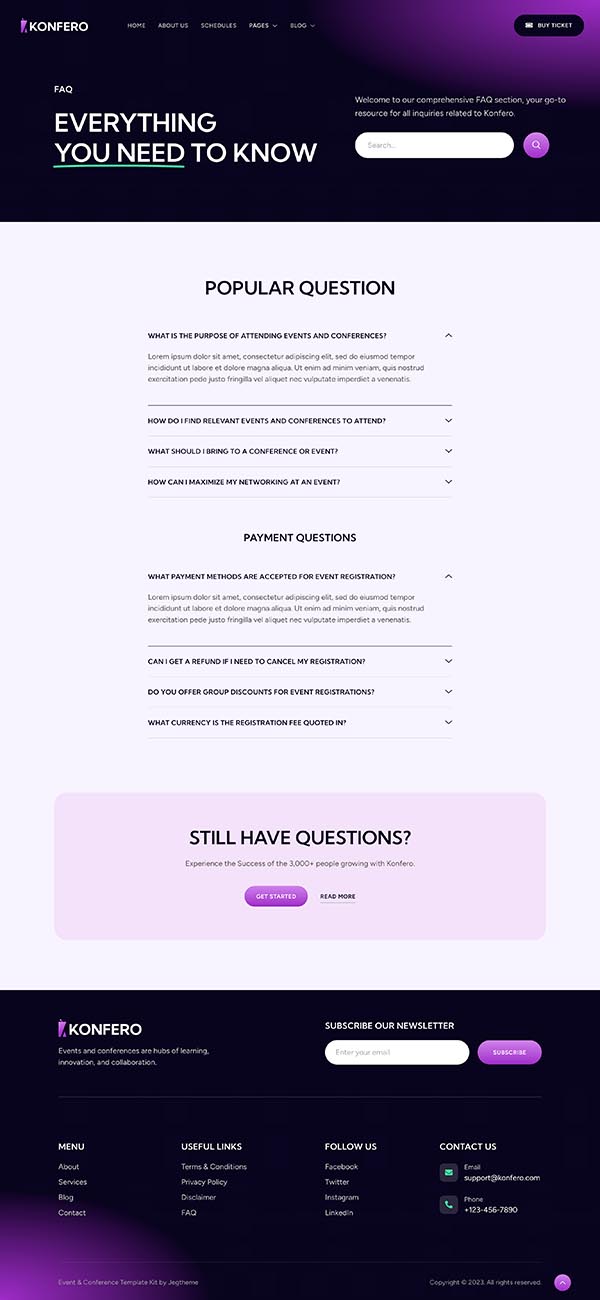 KONFERO
HOME ABOUT US SCHEDULES PAGES BLOG
BUY TICKET
FAQ
EVERYTHING
YOU NEED TO KNOW
Welcome to our comprehensive FAQ section, your go-to
resource for all inquiries related to Konfero.
Search...
POPULAR QUESTION
WHAT IS THE PURPOSE OF ATTENDING EVENTS AND CONFERENCES?
Lorem ipsum dolor sit amet, consectetur adipiscing elit, sed do eiusmod tempor
incididunt ut labore et dolore magna aliqua. Ut enim ad minim veniam, quis nostrud
exercitation pede justo fringilla vel aliquet nec vulputate imperdiet a venenatis.
HOW DO I FIND RELEVANT EVENTS AND CONFERENCES TO ATTEND?
WHAT SHOULD I BRING TO A CONFERENCE OR EVENT?
HOW CAN I MAXIMIZE MY NETWORKING AT AN EVENT?
PAYMENT QUESTIONS
WHAT PAYMENT METHODS ARE ACCEPTED FOR EVENT REGISTRATION?
Lorem ipsum dolor sit amet, consectetur adipiscing elit, sed do eiusmod tempor
incididunt ut labore et dolore magna aliqua. Ut enim ad minim veniam, quis nostrud
exercitation pede justo fringilla vel aliquet nec vulputate imperdiet a venenatis.
CAN I GET A REFUND IF I NEED TO CANCEL MY REGISTRATION?
DO YOU OFFER GROUP DISCOUNTS FOR EVENT REGISTRATIONS?
WHAT CURRENCY IS THE REGISTRATION FEE QUOTED IN?
STILL HAVE QUESTIONS?
Experience the Success of the 3,000+ people growing with Konfero.
GET STARTED
READ MORE
KONFERO
Events and conferences are hubs of learning,
innovation, and collaboration.
SUBSCRIBE OUR NEWSLETTER
Enter your email
SUBSCRIBE
MENU
About
Services
Blog
Contact
USEFUL LINKS
Terms & Conditions
Privacy Policy
Disclaimer
FAQ
FOLLOW US
Facebook
Twitter
Instagram
LinkedIn
CONTACT US
Email
support@konfero.com
Phone
+123-456-7890
Event & Conference Template Kit by Jegtheme
Copyright © 2023. All rights reserved.